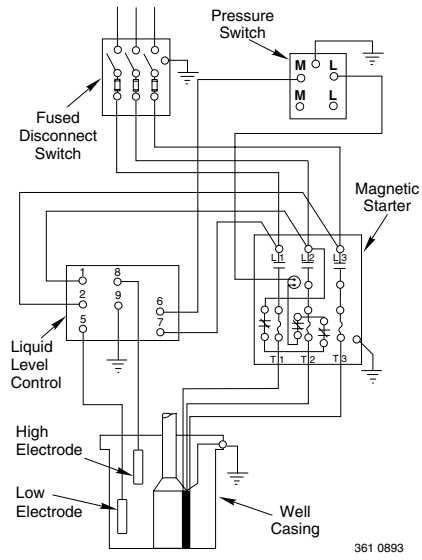 Pressure
Switch
M L
M L
Fused
Disconnect
Switch
Magnetic
Starter
L1 L2 L3
1 8
2 9
6
5 7
Liquid
Level
Control
T1 T2 T3
High
Electrode
Low
Electrode
Well
Casing
361 0893